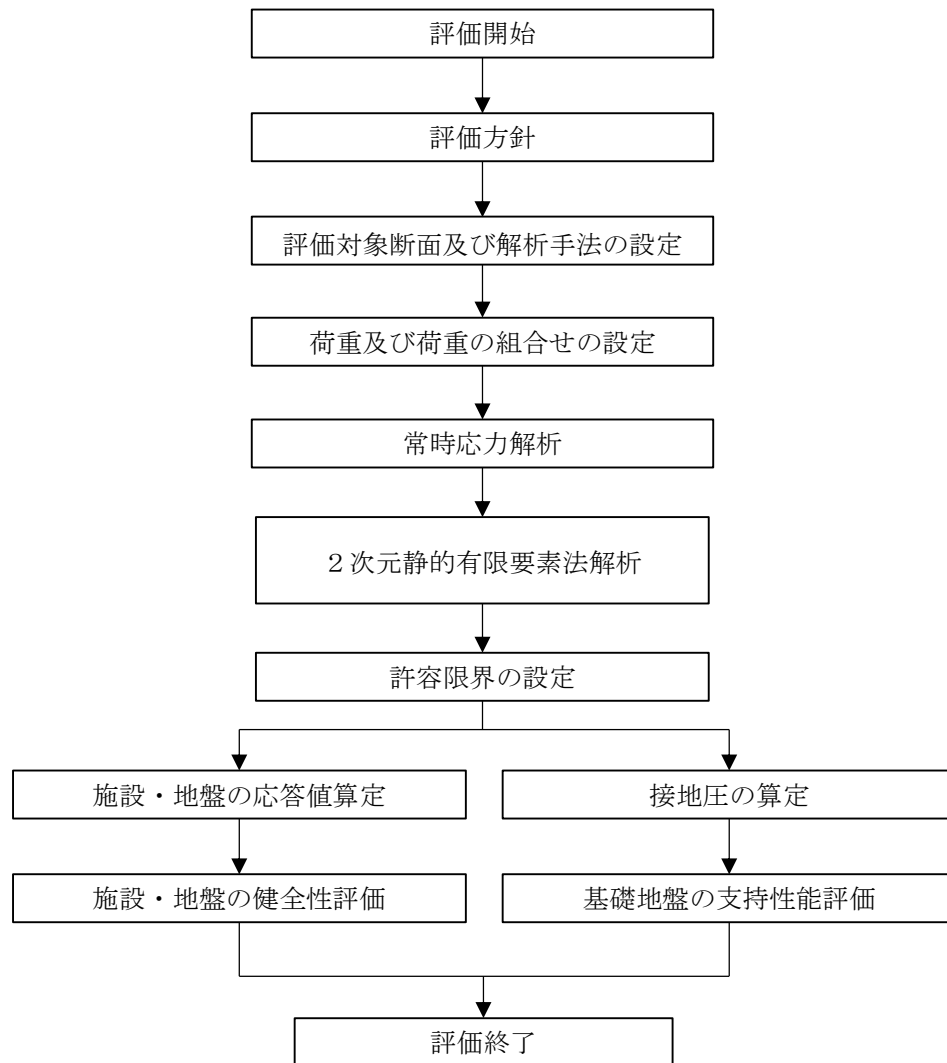 評価開始
評価方針
評価対象断面及び解析手法の設定
荷重及び荷重の組合せの設定
常時応力解析
２次元静的有限要素法解析
許容限界の設定
施設・地盤の応答値算定
接地圧の算定
施設・地盤の健全性評価
基礎地盤の支持性能評価
評価終了